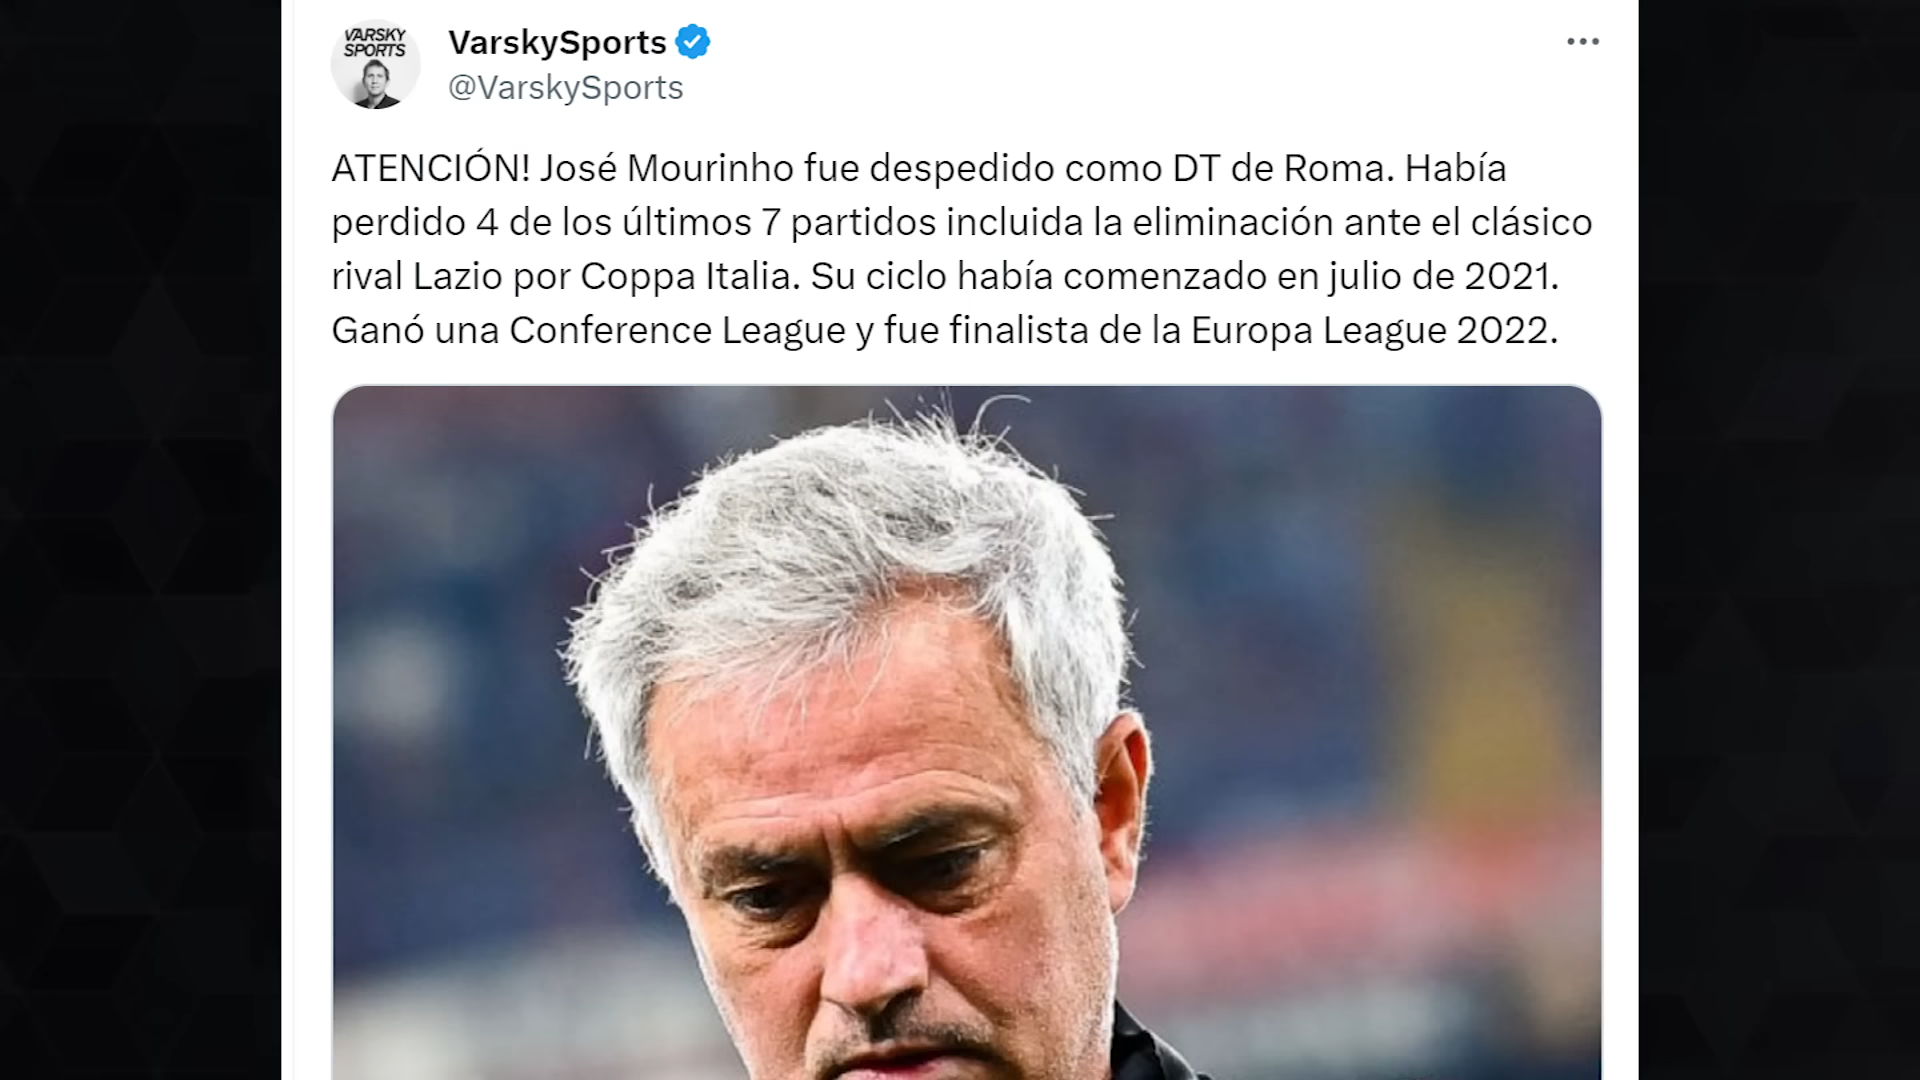 VARSKY
SPORTS
VarskySports
@VarskySports
ATENCIÓN! José Mourinho fue despedido como DT de Roma. Había
perdido 4 de los últimos 7 partidos incluida la eliminación ante el clásico
rival Lazio por Coppa Italia. Su ciclo había comenzado en julio de 2021.
Ganó una Conference League y fue finalista de la Europa League 2022.